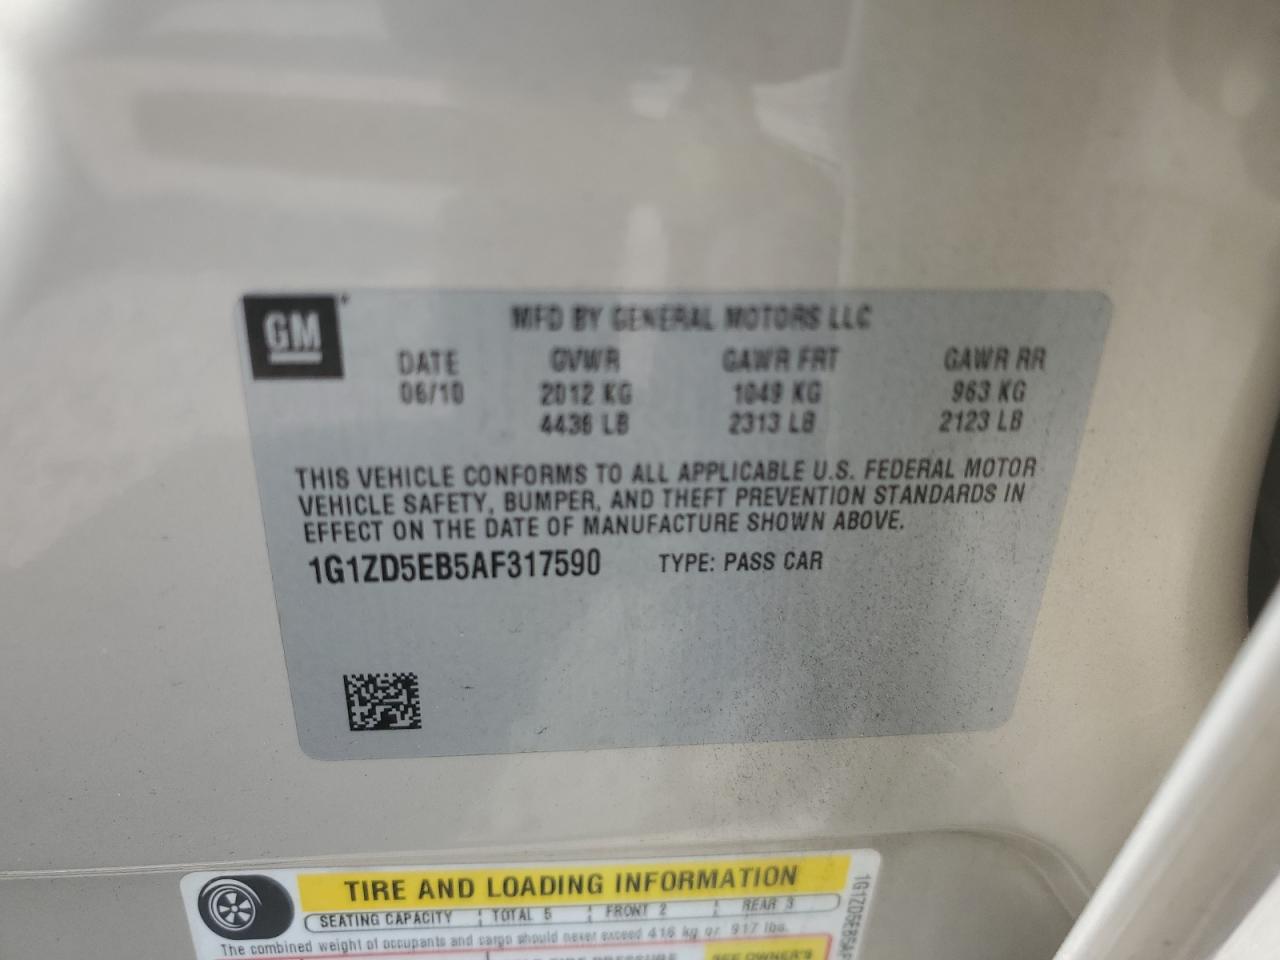 GM
MFD BY GENERAL MOTORS LLC
DATE GVWR GAWR FRT GAWR RR
06/10 2012 KG 1049 KG 963 KG
4436 LB 2313 LB 2123 LB
THIS VEHICLE CONFORMS TO ALL APPLICABLE U.S. FEDERAL MOTOR
VEHICLE SAFETY, BUMPER, AND THEFT PREVENTION STANDARDS IN
EFFECT ON THE DATE OF MANUFACTURE SHOWN ABOVE.
1G1ZD5EB5AF317590 TYPE: PASS CAR
TIRE AND LOADING INFORMATION
SEATING CAPACITY TOTAL 5 FRONT 2 REAR 3
The combined weight of occupants and cargo should never exceed 416 kg or 917 lbs.
SEE OWNER'S
1G1ZD5EB5AF